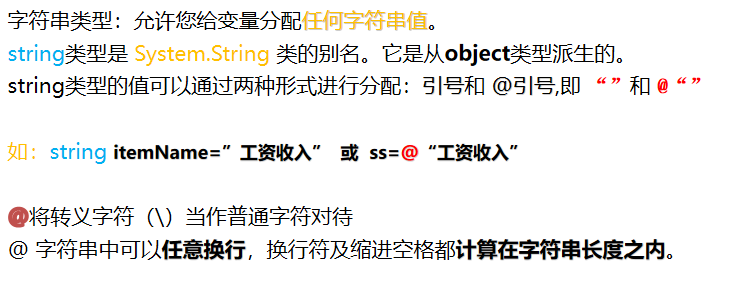 字符串类型：允许您给变量分配任何字符串值。
string类型是 System.String 类的别名。它是从object类型派生的。
string类型的值可以通过两种形式进行分配：引号和 @引号,即 “ ” 和 @ “ ”
如：string itemName=”工资收入” 或 ss=@“工资收入”
@将转义字符（\）当作普通字符对待
@ 字符串中可以任意换行，换行符及缩进空格都计算在字符串长度之内。